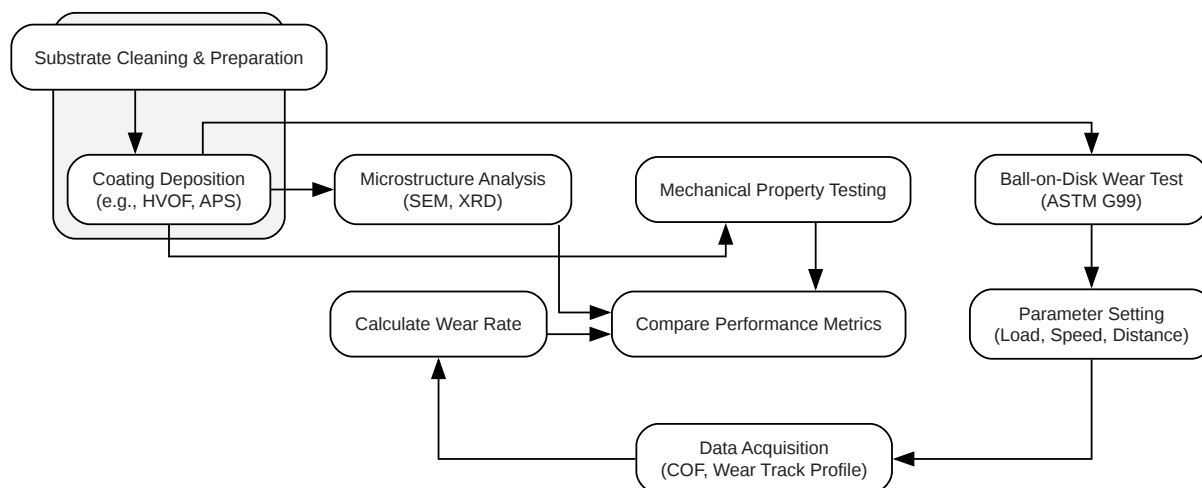 Substrate Cleaning & Preparation
Coating Deposition
(e.g., HVOF, APS)
Microstructure Analysis
(SEM, XRD)
Mechanical Property Testing
Ball-on-Disk Wear Test
(ASTM G99)
Calculate Wear Rate
Compare Performance Metrics
Parameter Setting
(Load, Speed, Distance)
Data Acquisition
(COF, Wear Track Profile)